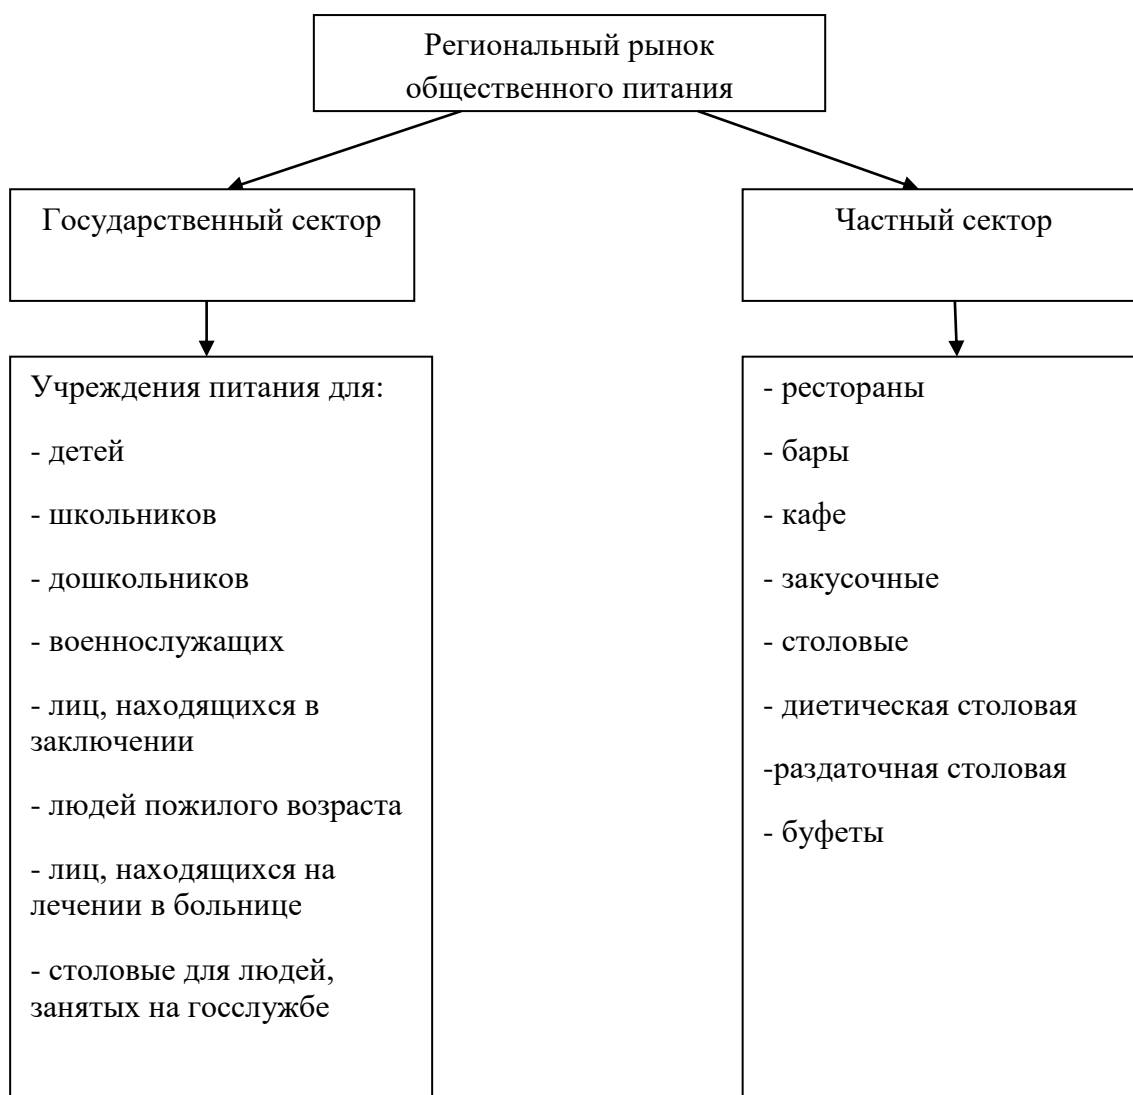 Региональный рынок
общественного питания
Государственный сектор
Частный сектор
Учреждения питания для:
- детей
- школьников
- дошкольников
- военнослужащих
- лиц, находящихся в
заключении
- людей пожилого возраста
- лиц, находящихся на
лечении в больнице
- столовые для людей,
занятых на госслужбе
- рестораны
- бары
- кафе
- закусочные
- столовые
- диетическая столовая
-раздаточная столовая
- буфеты